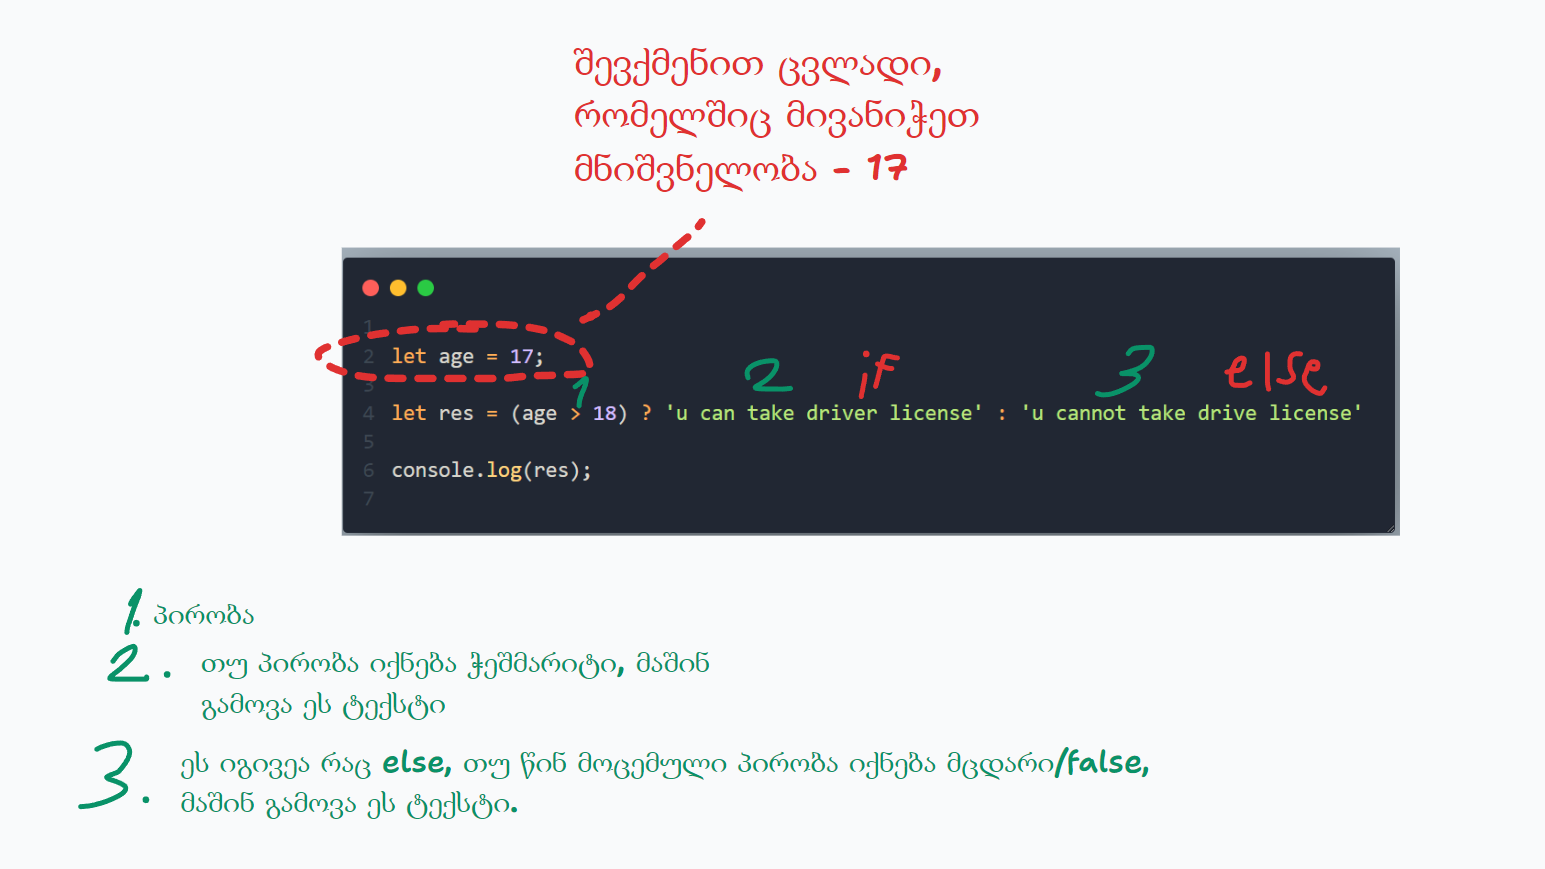 შევქმენით ცვლადი,
რომელშიც მივანიჭეთ
მნიშვნელობა - 17
1
2 let age = 17;
3
1 2 if 3 else
4 let res = (age > 18) ? 'u can take driver license' : 'u cannot take drive license'
5
6 console.log(res);
7
1. პირობა
2. თუ პირობა იქნება ჭეშმარიტი, მაშინ
გამოვა ეს ტექსტი
3. ეს იგივეა რაც else, თუ წინ მოცემული პირობა იქნება მცდარი/false,
მაშინ გამოვა ეს ტექსტი.